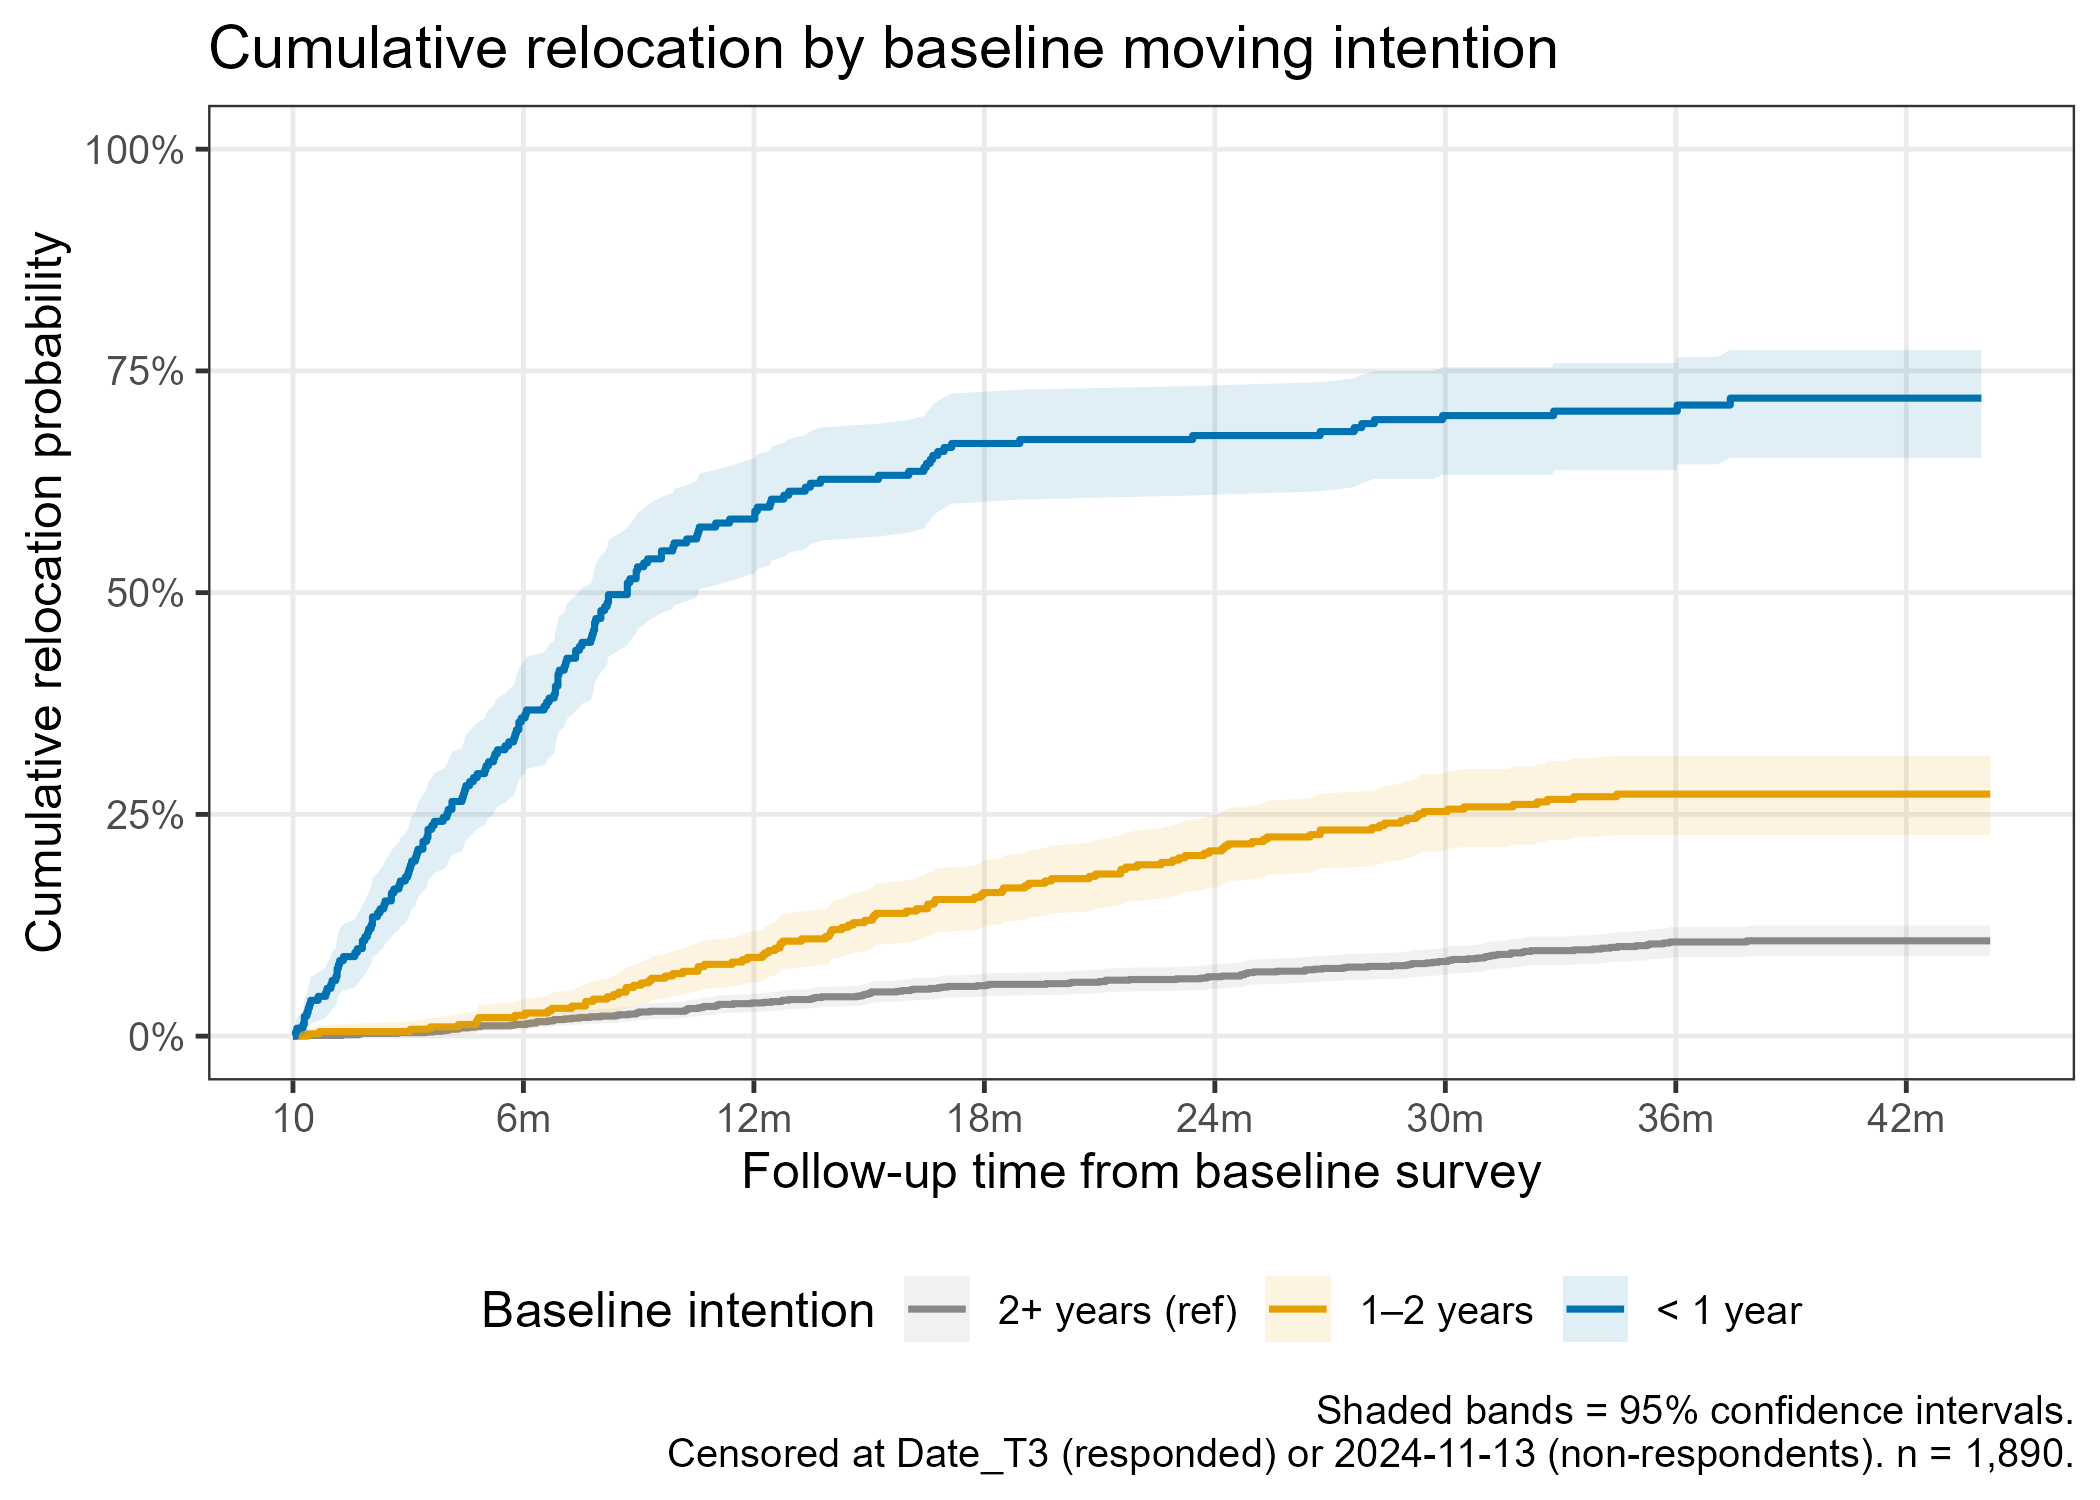 Cumulative relocation by baseline moving intention
Cumulative relocation probability
100%
75%
50%
25%
0%
10 6m 12m 18m 24m 30m 36m 42m
Follow-up time from baseline survey
Baseline intention 2+ years (ref) 1–2 years < 1 year
Shaded bands = 95% confidence intervals.
Censored at Date_T3 (responded) or 2024-11-13 (non-respondents). n = 1,890.